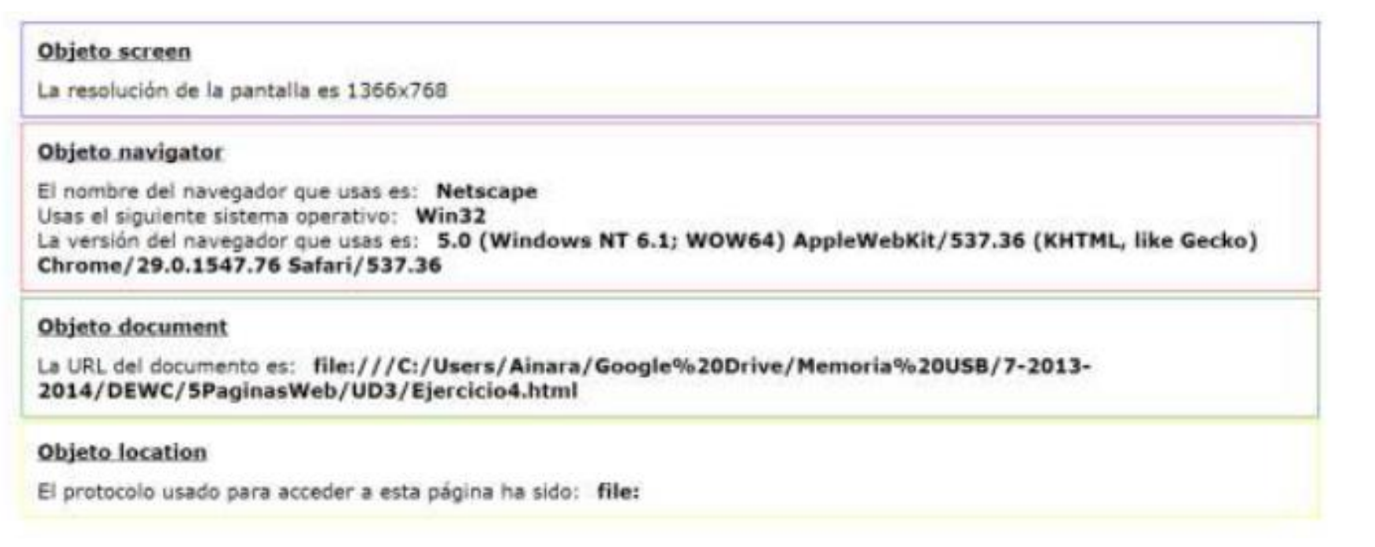 Objeto screen
La resolución de la pantalla es 1366x768
Objeto navigator
El nombre del navegador que usas es: Netscape
Usas el siguiente sistema operativo: Win32
La versión del navegador que usas es: 5.0 (Windows NT 6.1; WOW64) AppleWebKit/537.36 (KHTML, like Gecko)
Chrome/29.0.1547.76 Safari/537.36
Objeto document
La URL del documento es: file:///C:/Users/Ainara/Google%20Drive/Memoria%20USB/7-2013-
2014/DEWC/5PaginasWeb/UD3/Ejercicio4.html
Objeto location
El protocolo usado para acceder a esta página ha sido: file: